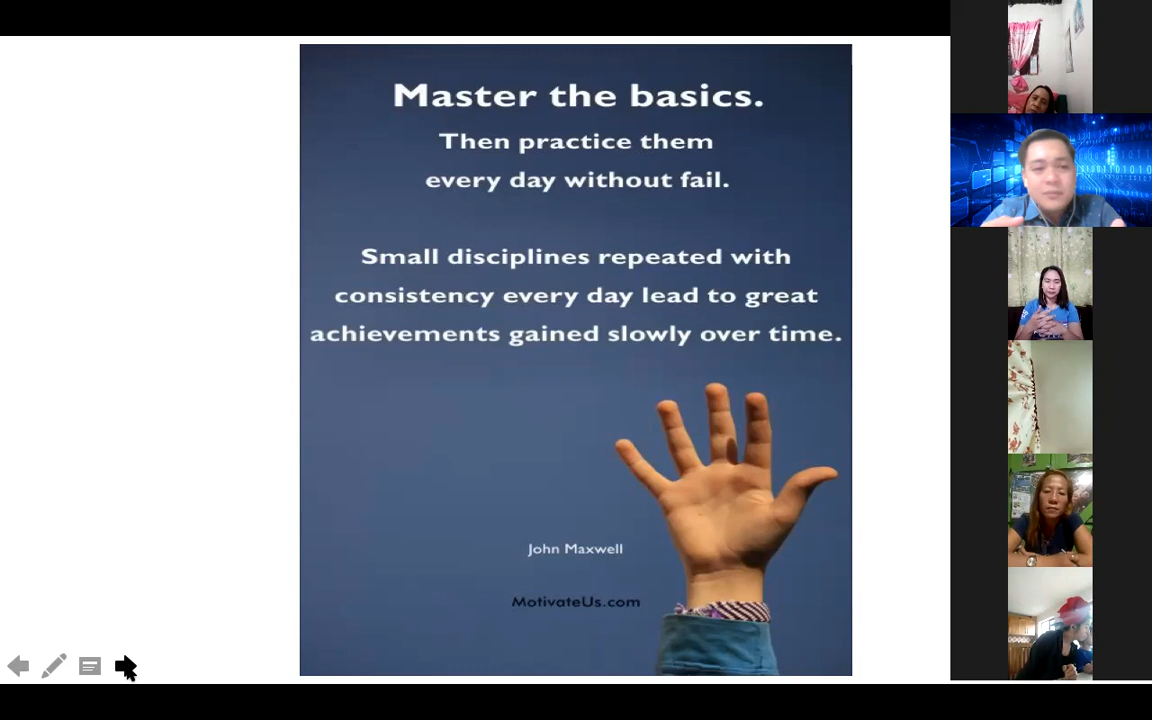 Master the basics.
Then practice them
every day without fail.
Small disciplines repeated with
consistency every day lead to great
achievements gained slowly over time.
John Maxwell
MotivateUs.com